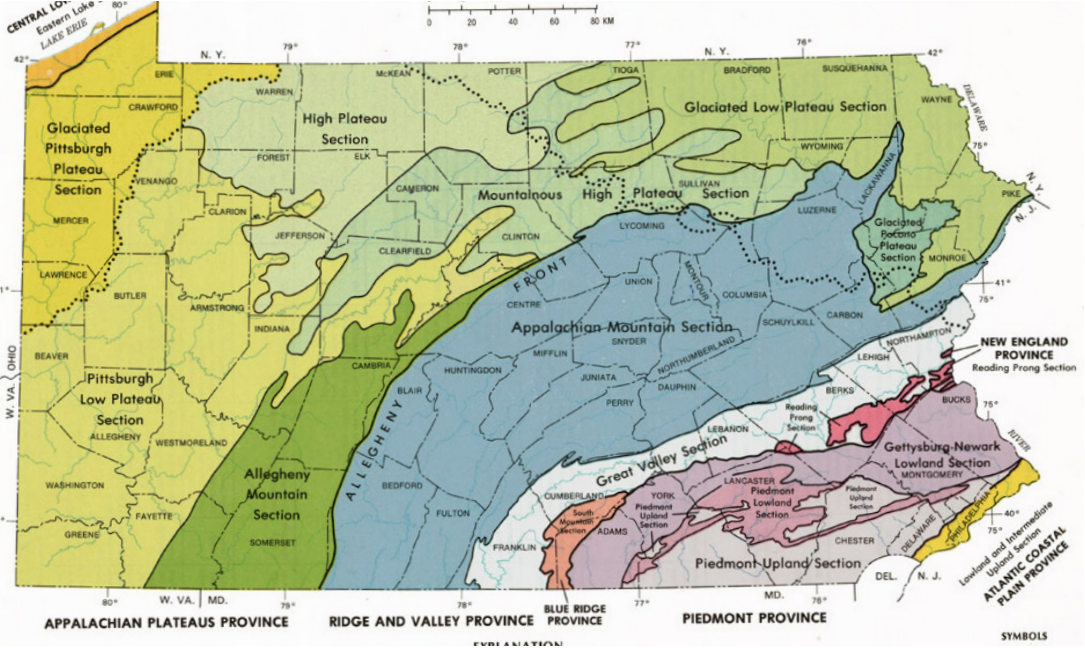 CENTRAL LO
Eastern Lake
LAKE ERIE
80°
0 20 40 60 80 KM
42°
79°
N. Y.
78°
77°
N. Y.
76°
42°
ERIE
WARREN
McKEAN
POTTER
TIOGA
BRADFORD
SUSQUEHANNA
WAYNE
DELAWARE
CRAWFORD
High Plateau
Section
Glaciated Low Plateau Section
Glaciated
Pittsburgh
Plateau
Section
FOREST
ELK
WYOMING
75°
VENANGO
CAMERON
SULLIVAN
LACKAWANNA
PIKE
N. Y.
N. J.
Mountainous High Plateau Section
MERCER
CLARION
LUZERNE
JEFFERSON
CLINTON
LYCOMING
Glaciated
Pocono
Plateau
Section
CLEARFIELD
MONROE
LAWRENCE
FRONT
BUTLER
ARMSTRONG
CENTRE
UNION
MONTOUR
COLUMBIA
41°
75°
1°
INDIANA
Appalachian Mountain Section
SCHUYLKILL
CARBON
SNYDER
NORTHUMBERLAND
NORTHAMPTON
NEW ENGLAND
PROVINCE
Reading Prong Section
BEAVER
MIFFLIN
LEHIGH
OHIO
W. VA.
CAMBRIA
HUNTINGDON
JUNIATA
DAUPHIN
BERKS
BUCKS
75°
Pittsburgh
Low Plateau
Section
BLAIR
PERRY
Reading
Prong
Section
RIVER
ALLEGHENY
WESTMORELAND
LEBANON
Gettysburg-Newark
Lowland Section
ALLEGHENY
Great Valley Section
MONTGOMERY
Allegheny
Mountain
Section
WASHINGTON
BEDFORD
CUMBERLAND
YORK
Piedmont
Upland
Section
LANCASTER
Piedmont
Lowland
Section
Piedmont
Upland
Section
FAYETTE
FULTON
South
Mountain
Section
ADAMS
PHILADELPHIA
40°
75°
GREENE
SOMERSET
FRANKLIN
CHESTER
DELAWARE
Piedmont Upland Section
Lowland and Intermediate
Upland Section
ATLANTIC COASTAL
PLAIN PROVINCE
DEL.
N. J.
80°
W. VA.
MD.
79°
78°
77°
MD.
76°
APPALACHIAN PLATEAUS PROVINCE
RIDGE AND VALLEY PROVINCE
BLUE RIDGE
PROVINCE
PIEDMONT PROVINCE
SYMBOLS
EXPLANATION